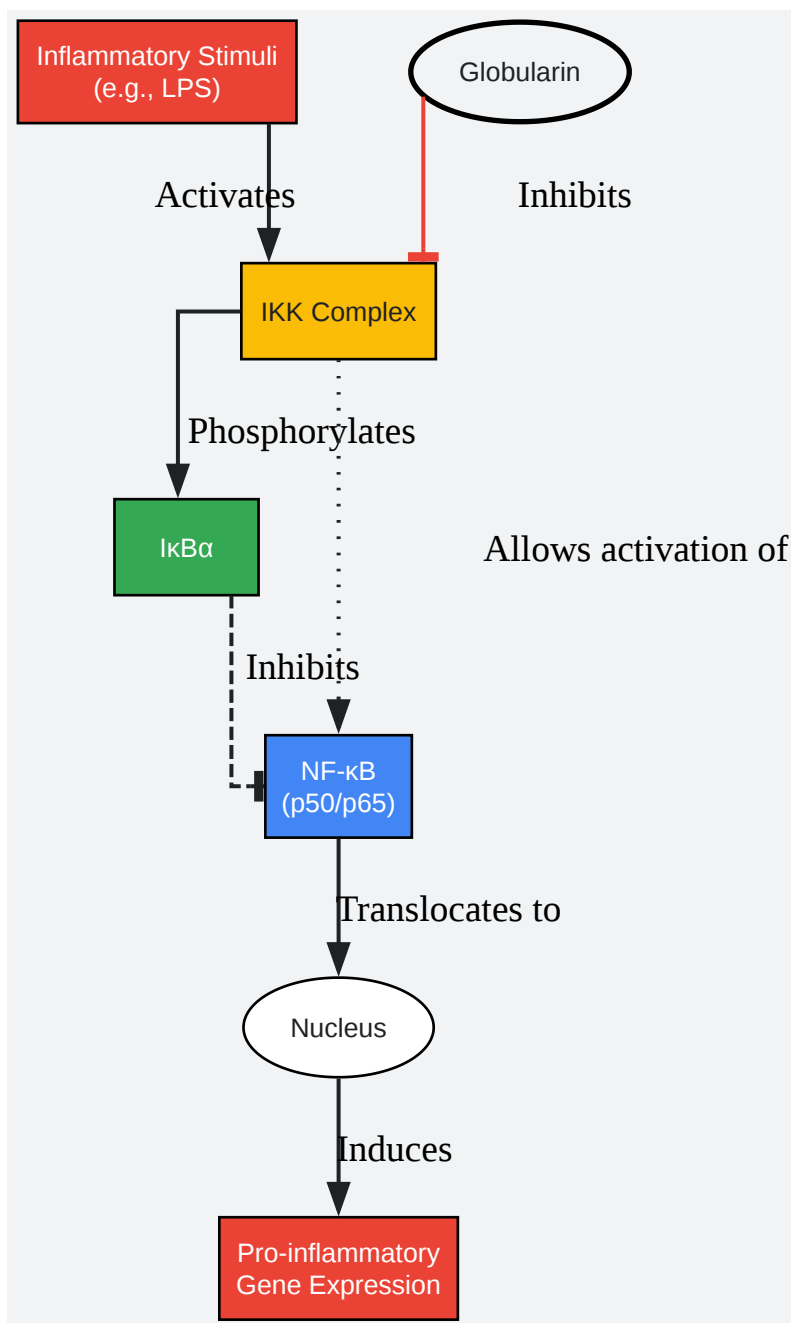 Inflammatory Stimuli
(e.g., LPS)
Globularin
Activates
Inhibits
IKK Complex
Phosphorylates
IκBα
Allows activation of
Inhibits
NF-κB
(p50/p65)
Translocates to
Nucleus
Induces
Pro-inflammatory
Gene Expression